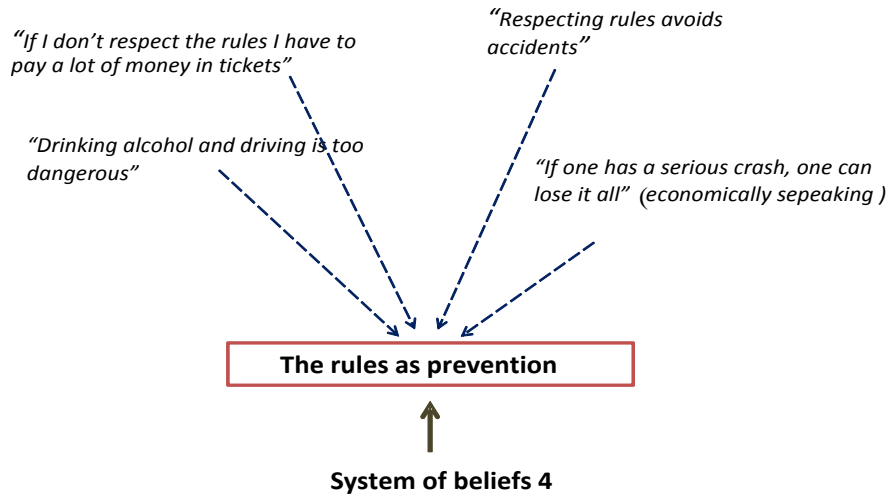 “If I don’t respect the rules I have to
pay a lot of money in tickets”
“Respecting rules avoids
accidents”
“Drinking alcohol and driving is too
dangerous”
“If one has a serious crash, one can
lose it all” (economically sepeaking )
The rules as prevention
System of beliefs 4